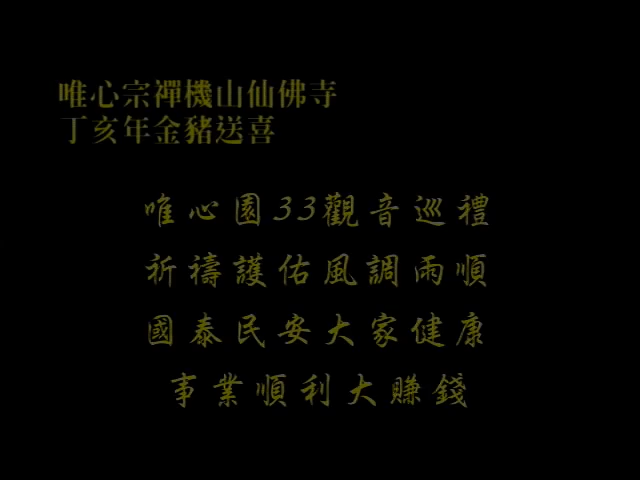 唯心宗禪機山仙佛寺
丁亥年金豬送喜
唯心園33觀音巡禮
祈禱護佑風調雨順
國泰民安大家健康
事業順利大賺錢